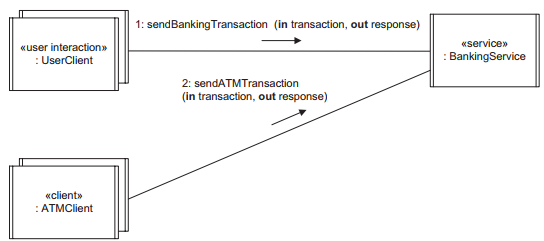 1: sendBankingTransaction (in transaction, out response)
«user interaction»
: UserClient
«service»
: BankingService
2: sendATMTransaction
(in transaction, out response)
«client»
: ATMClient